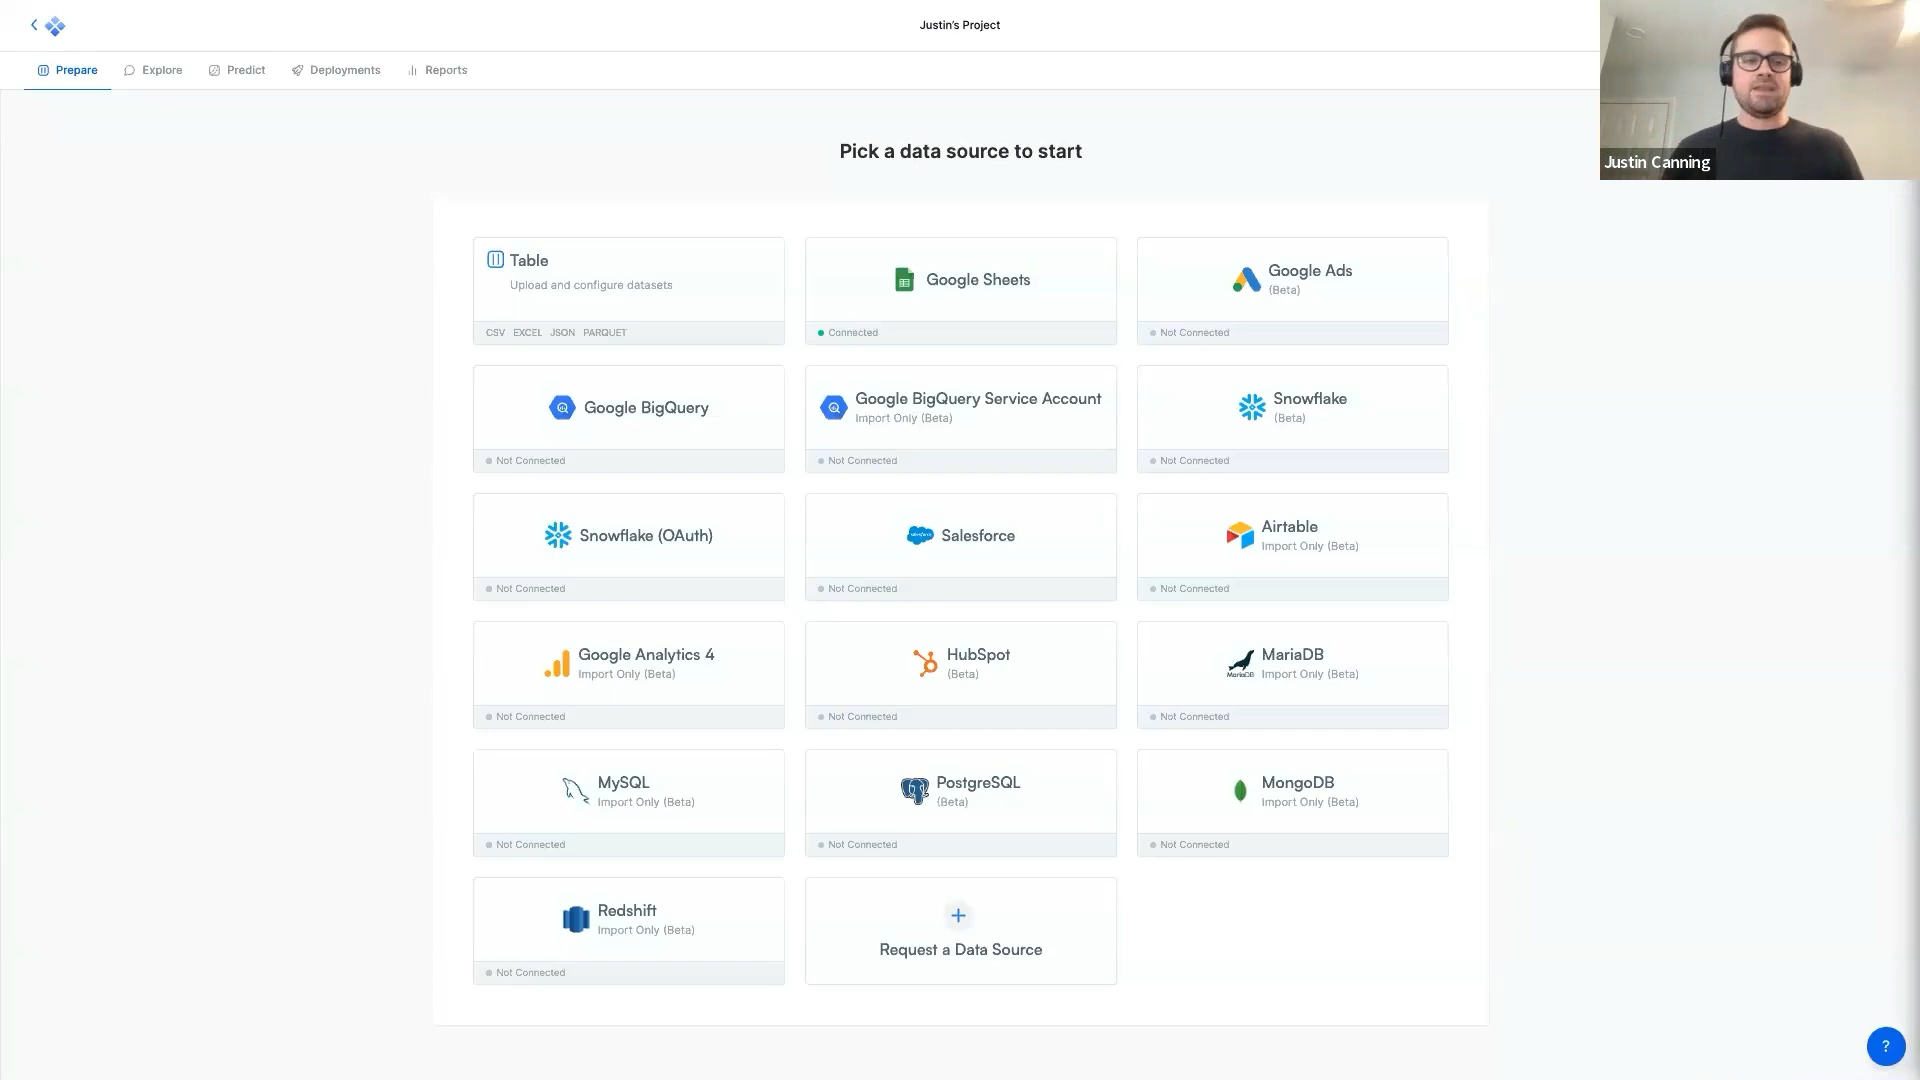 Justin's Project
Prepare
Explore
Predict
Deployments
Reports
Justin Canning
Pick a data source to start
Table
Upload and configure datasets
CSV EXCEL JSON PARQUET
Google Sheets
Connected
Google Ads
(Beta)
Not Connected
Google BigQuery
Not Connected
Google BigQuery Service Account
Import Only (Beta)
Not Connected
Snowflake
(Beta)
Not Connected
Snowflake (OAuth)
Not Connected
salesforce
Salesforce
Not Connected
Airtable
Import Only (Beta)
Not Connected
Google Analytics 4
Import Only (Beta)
Not Connected
HubSpot
(Beta)
Not Connected
MariaDB
MariaDB
Import Only (Beta)
Not Connected
MySQL
Import Only (Beta)
Not Connected
PostgreSQL
(Beta)
Not Connected
MongoDB
Import Only (Beta)
Not Connected
Redshift
Import Only (Beta)
Not Connected
+
Request a Data Source
?